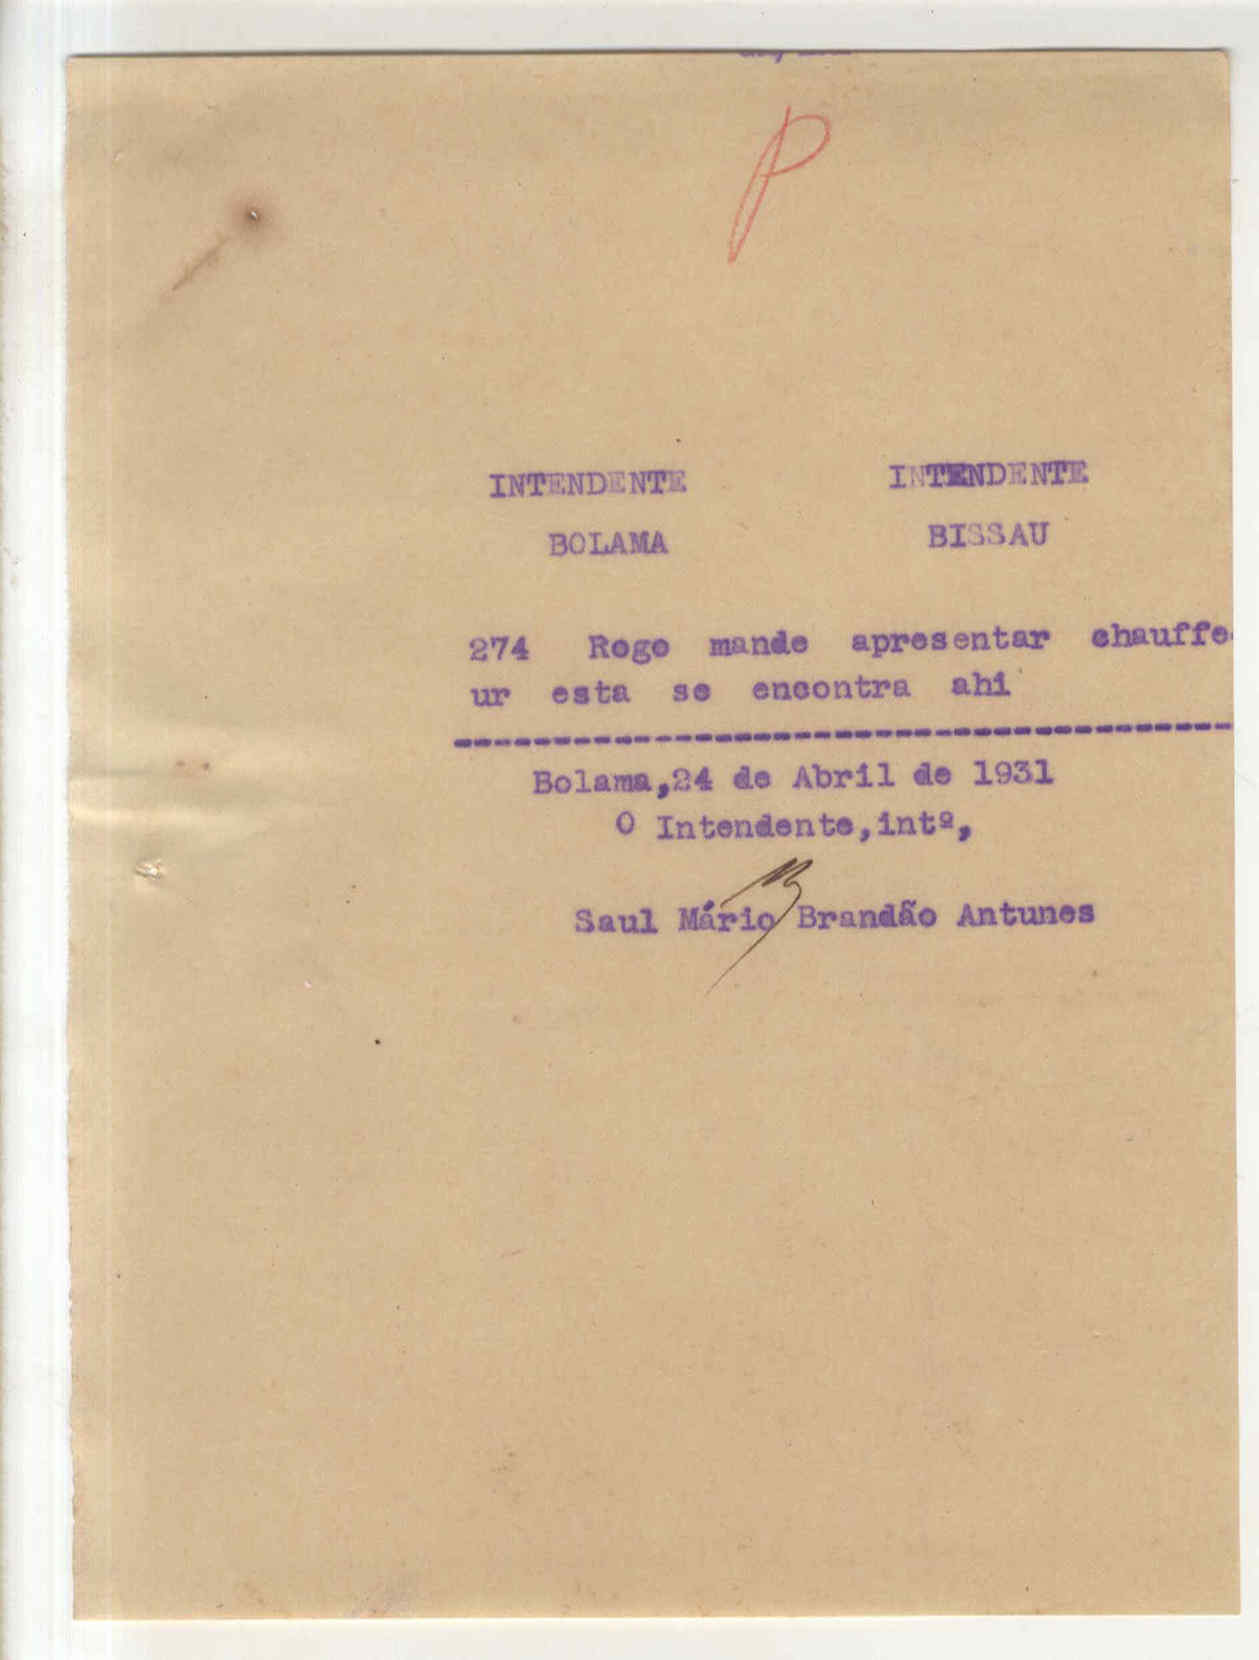 P
INTENDENTE INTENDENTE
BOLAMA BISSAU
274 Rogo mande apresentar chauffe
ur esta se encontra ahi
---------------------------------------
Bolama,24 de Abril de 1931
O Intendente,intº,
Saul Mário Brandão Antunes